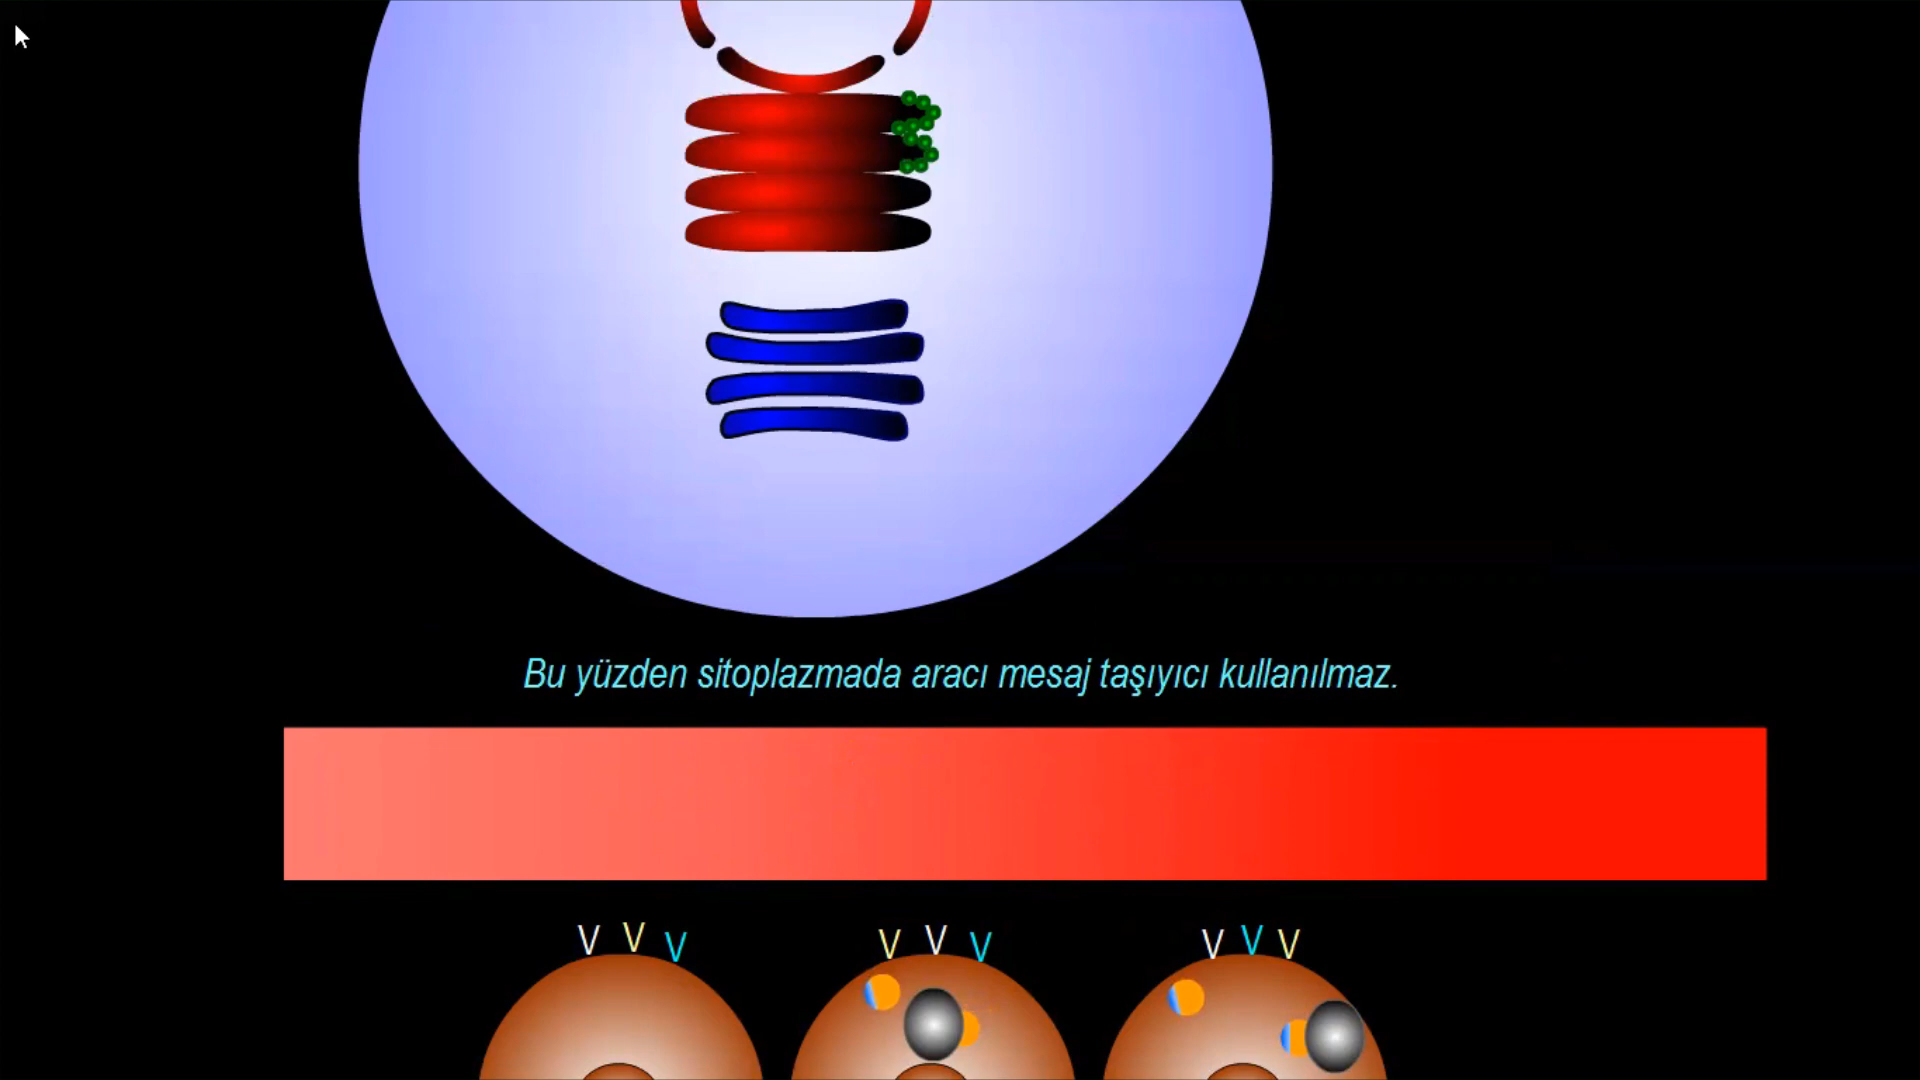 Bu yüzden sitoplazmada aracı mesaj taşıyıcı kullanılmaz.
V V V V V V V V V